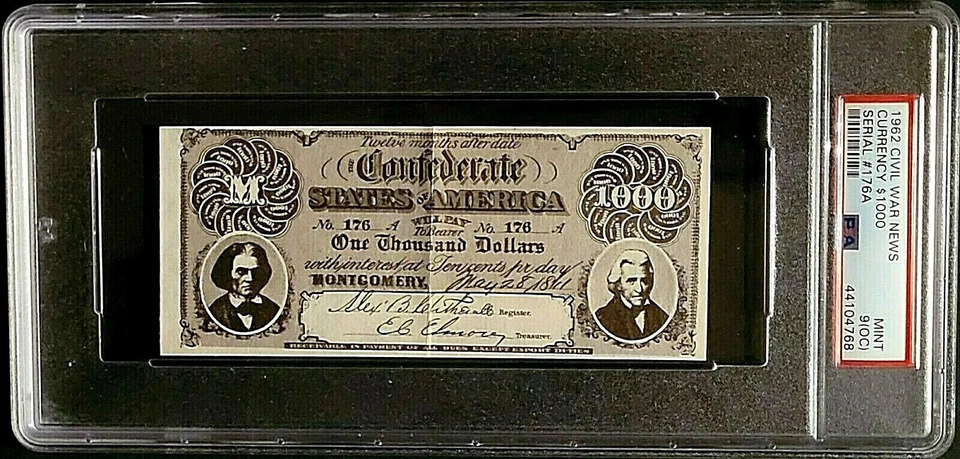 Twelve months after date
THE Confederate
STATES of AMERICA
M
1000
No. 176 A WILL PAY To Bearer No. 176 A
One Thousand Dollars
with interest at Ten cents pr day
MONTGOMERY, May 28, 1861
Register.
E C Elmore Treasurer.
RECEIVABLE IN PAYMENT OF ALL DUES EXCEPT EXPORT DUTIES
1962 CIVIL WAR NEWS
CURRENCY $1000
SERIAL #176A
MINT
9(OC)
44104768